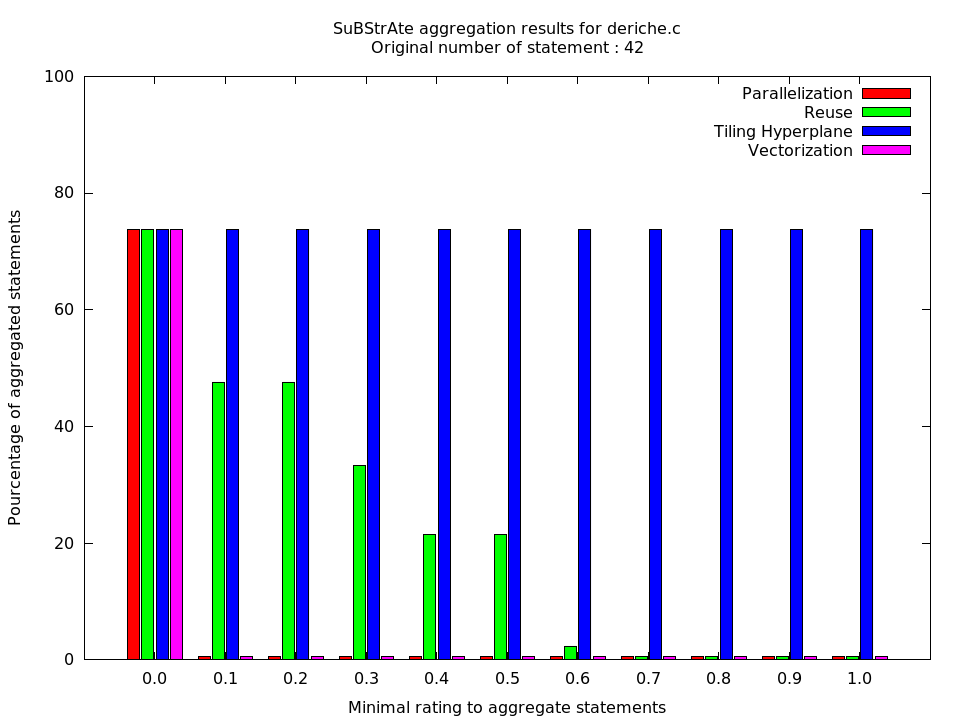 SuBStrAte aggregation results for deriche.c
Original number of statement : 42
Parallelization
Reuse
Tiling Hyperplane
Vectorization
Pourcentage of aggregated statements
100
80
60
40
20
0
0.0 0.1 0.2 0.3 0.4 0.5 0.6 0.7 0.8 0.9 1.0
Minimal rating to aggregate statements